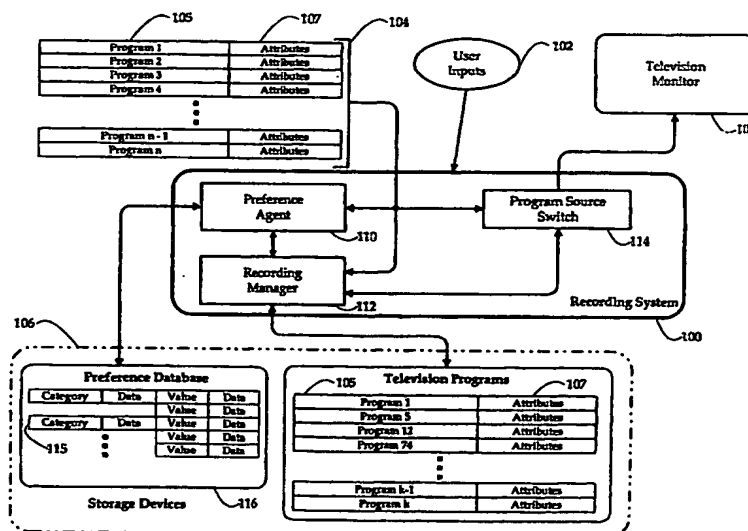 105
107
104
Program 1 Attributes
Program 2 Attributes
Program 3 Attributes
Program 4 Attributes
Program n - 1 Attributes
Program n Attributes
User
Inputs
102
Television
Monitor
10
Preference
Agent
110
Program Source
Switch
114
Recording
Manager
112
Recording System
100
106
Preference Database
Category Data Value Data
Value Data
Category Data Value Data
115
Value Data
Value Data
116
Storage Devices
Television Programs
105
107
Program 1 Attributes
Program 5 Attributes
Program 12 Attributes
Program 74 Attributes
Program k-1 Attributes
Program k Attributes